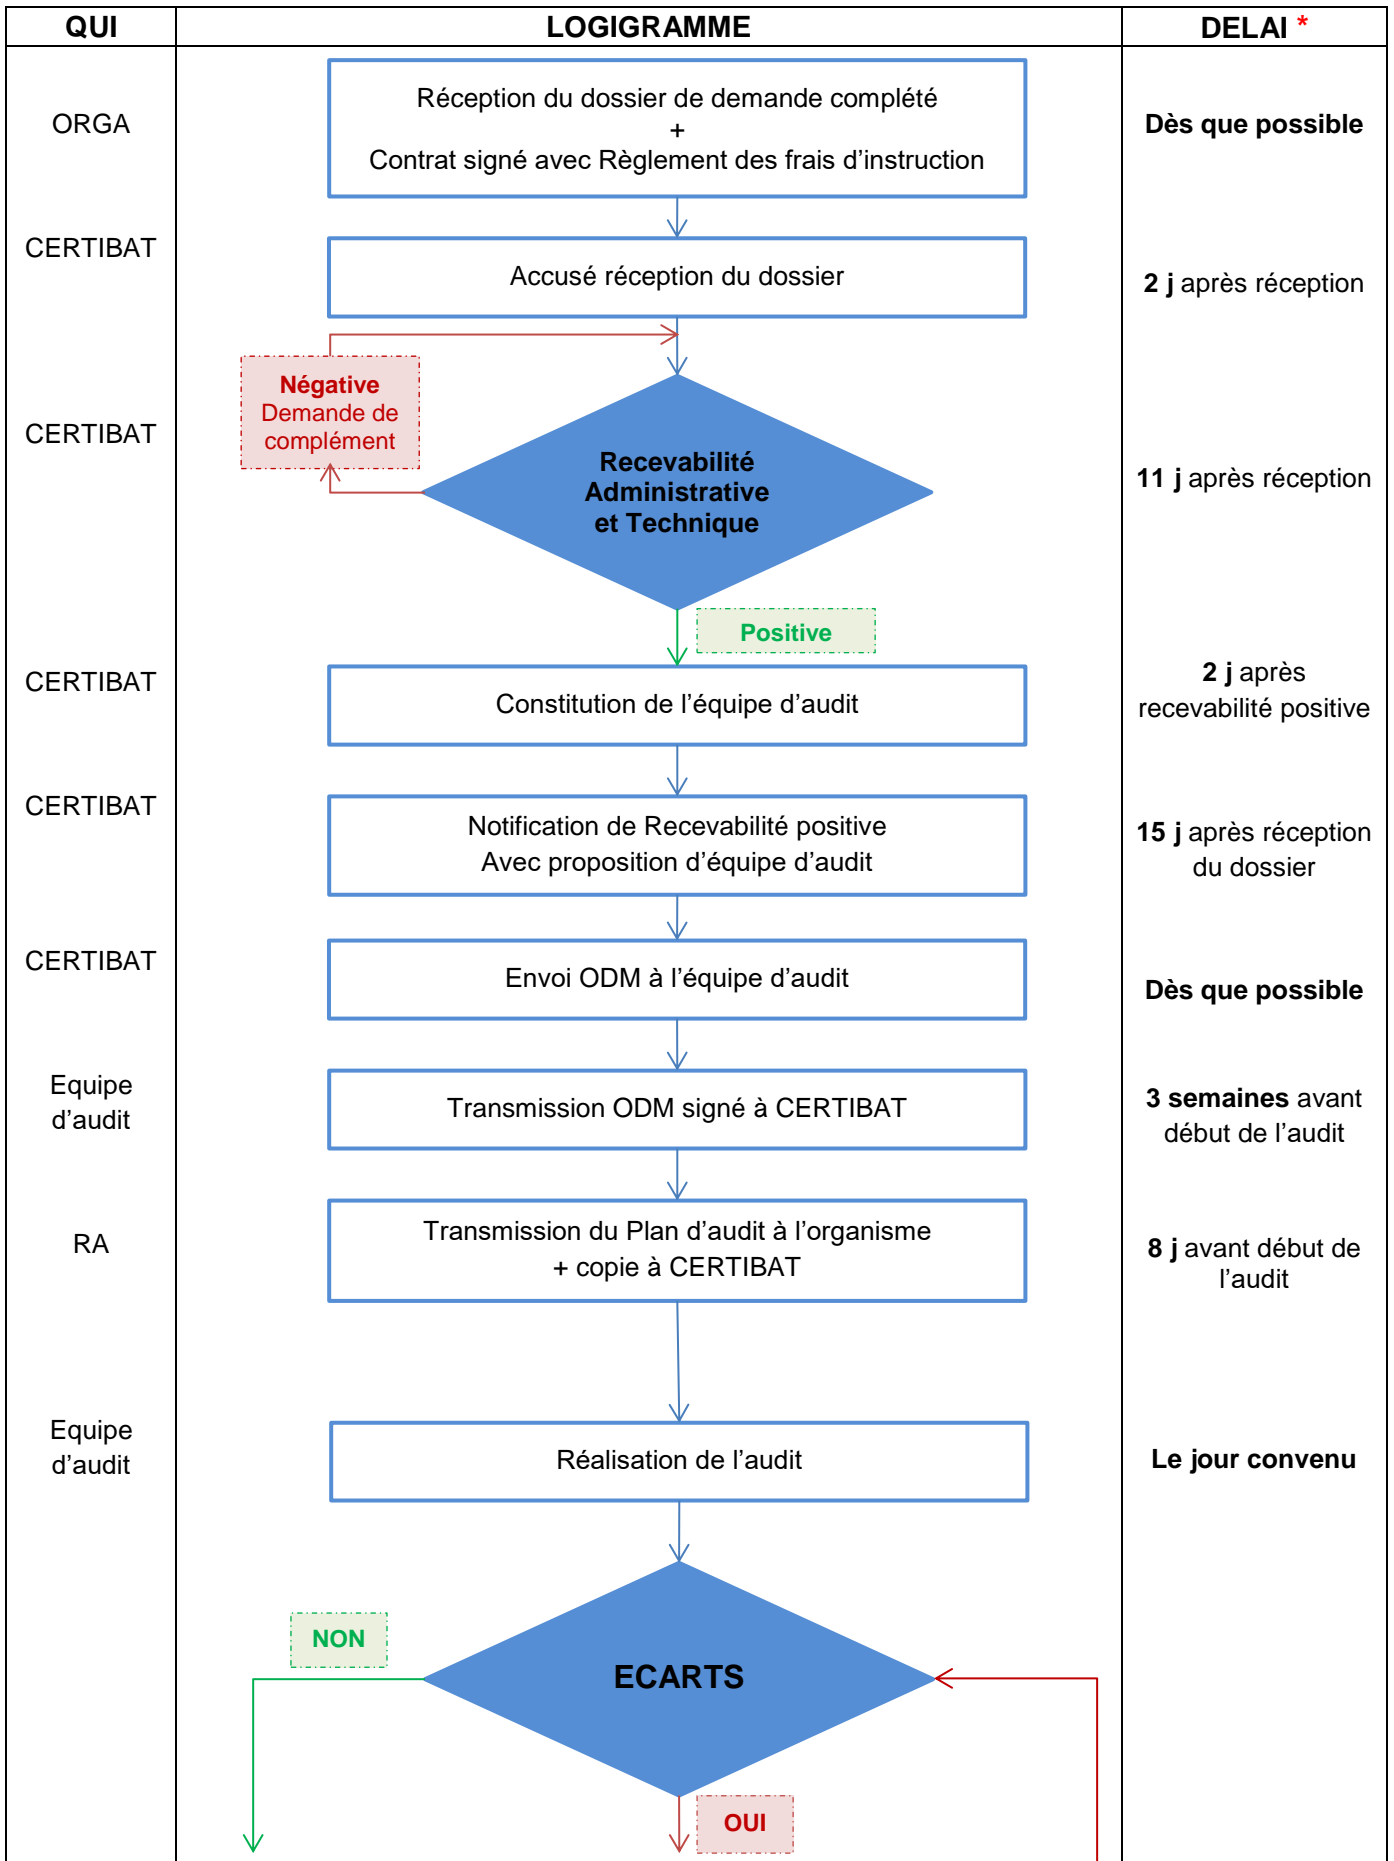 QUI
LOGIGRAMME
DELAI *
ORGA
Réception du dossier de demande complété
+
Contrat signé avec Règlement des frais d’instruction
Dès que possible
CERTIBAT
Accusé réception du dossier
2 j après réception
Négative
Demande de
complément
CERTIBAT
Recevabilité
Administrative
et Technique
11 j après réception
Positive
CERTIBAT
Constitution de l’équipe d’audit
2 j après
recevabilité positive
CERTIBAT
Notification de Recevabilité positive
Avec proposition d’équipe d’audit
15 j après réception
du dossier
CERTIBAT
Envoi ODM à l’équipe d’audit
Dès que possible
Equipe
d’audit
Transmission ODM signé à CERTIBAT
3 semaines avant
début de l’audit
RA
Transmission du Plan d’audit à l’organisme
+ copie à CERTIBAT
8 j avant début de
l’audit
Equipe
d’audit
Réalisation de l’audit
Le jour convenu
NON
ECARTS
OUI